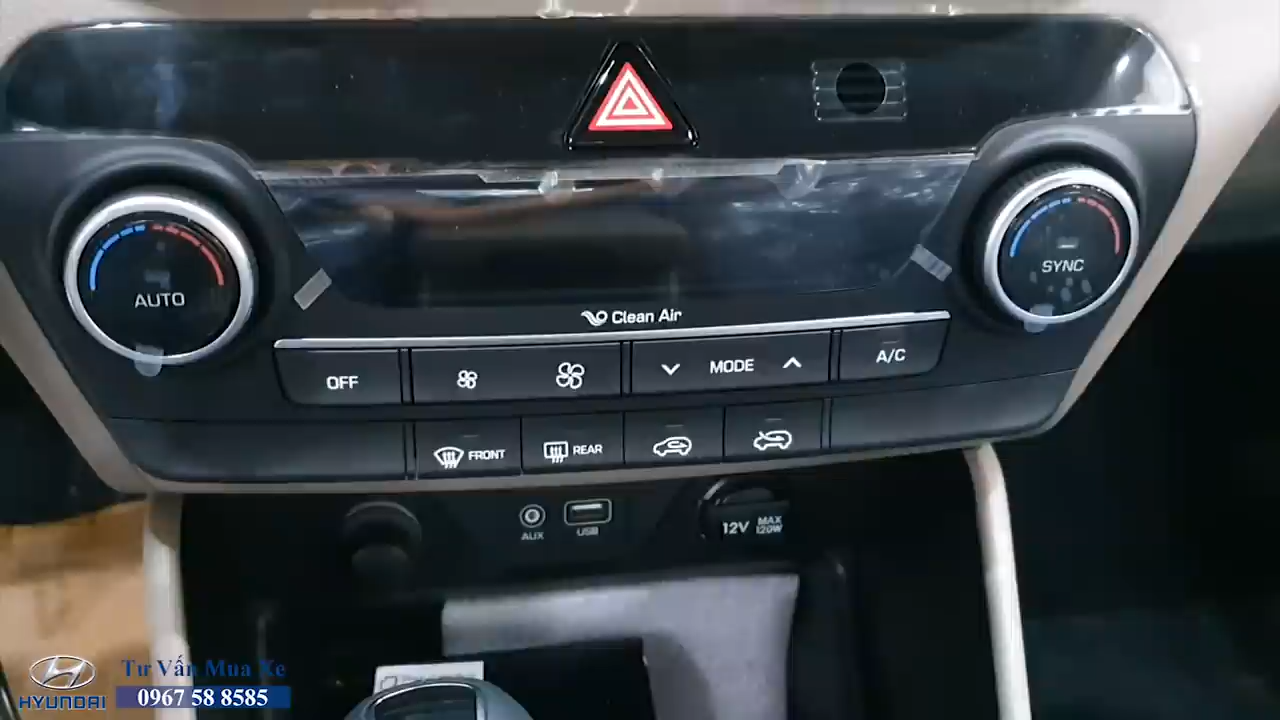 AUTO
SYNC
Clean Air
OFF
MODE
A/C
FRONT
REAR
AUX
USB
12V MAX 120W
HYUNDAI
Tư Vấn Mua Xe
0967 58 8585